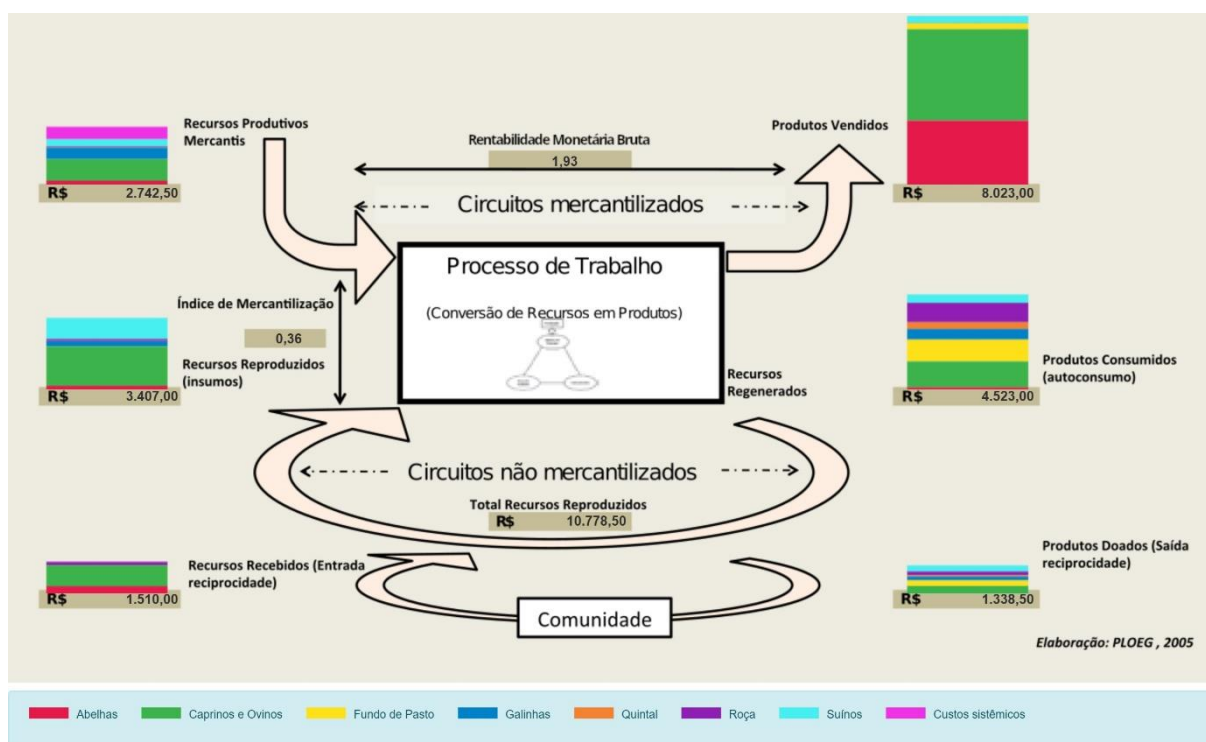 Recursos Produtivos
Mercantis
R$ 2.742,50
Rentabilidade Monetária Bruta
1,93
Produtos Vendidos
R$ 8.023,00
Circuitos mercantilizados
Processo de Trabalho
(Conversão de Recursos em Produtos)
Índice de Mercantilização
0,36
Recursos Reproduzidos
(insumos)
R$ 3.407,00
Recursos
Regenerados
Produtos Consumidos
(autoconsumo)
R$ 4.523,00
Circuitos não mercantilizados
Total Recursos Reproduzidos
R$ 10.778,50
Recursos Recebidos (Entrada
reciprocidade)
R$ 1.510,00
Produtos Doados (Saída
reciprocidade)
R$ 1.338,50
Comunidade
Elaboração: PLOEG , 2005
Abelhas Caprinos e Ovinos Fundo de Pasto Galinhas Quintal Roça Suínos Custos sistêmicos